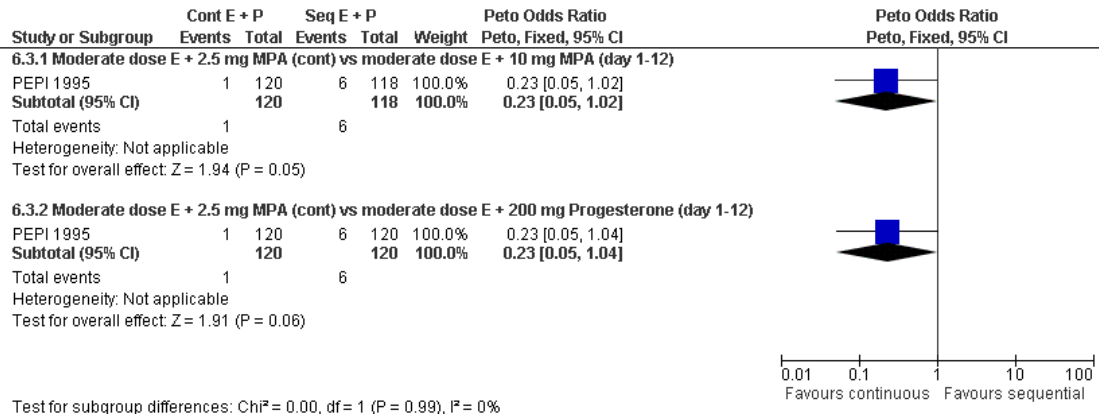 Cont E + P Seq E + P Peto Odds Ratio Peto Odds Ratio
Study or Subgroup Events Total Events Total Weight Peto, Fixed, 95% CI Peto, Fixed, 95% CI
6.3.1 Moderate dose E + 2.5 mg MPA (cont) vs moderate dose E + 10 mg MPA (day 1-12)
PEPI 1995 1 120 6 118 100.0% 0.23 [0.05, 1.02]
Subtotal (95% CI) 120 118 100.0% 0.23 [0.05, 1.02]
Total events 1 6
Heterogeneity: Not applicable
Test for overall effect: Z = 1.94 (P = 0.05)
6.3.2 Moderate dose E + 2.5 mg MPA (cont) vs moderate dose E + 200 mg Progesterone (day 1-12)
PEPI 1995 1 120 6 120 100.0% 0.23 [0.05, 1.04]
Subtotal (95% CI) 120 120 100.0% 0.23 [0.05, 1.04]
Total events 1 6
Heterogeneity: Not applicable
Test for overall effect: Z = 1.91 (P = 0.06)
0.01 0.1 1 10 100
Favours continuous Favours sequential
Test for subgroup differences: Chi² = 0.00, df = 1 (P = 0.99), I² = 0%